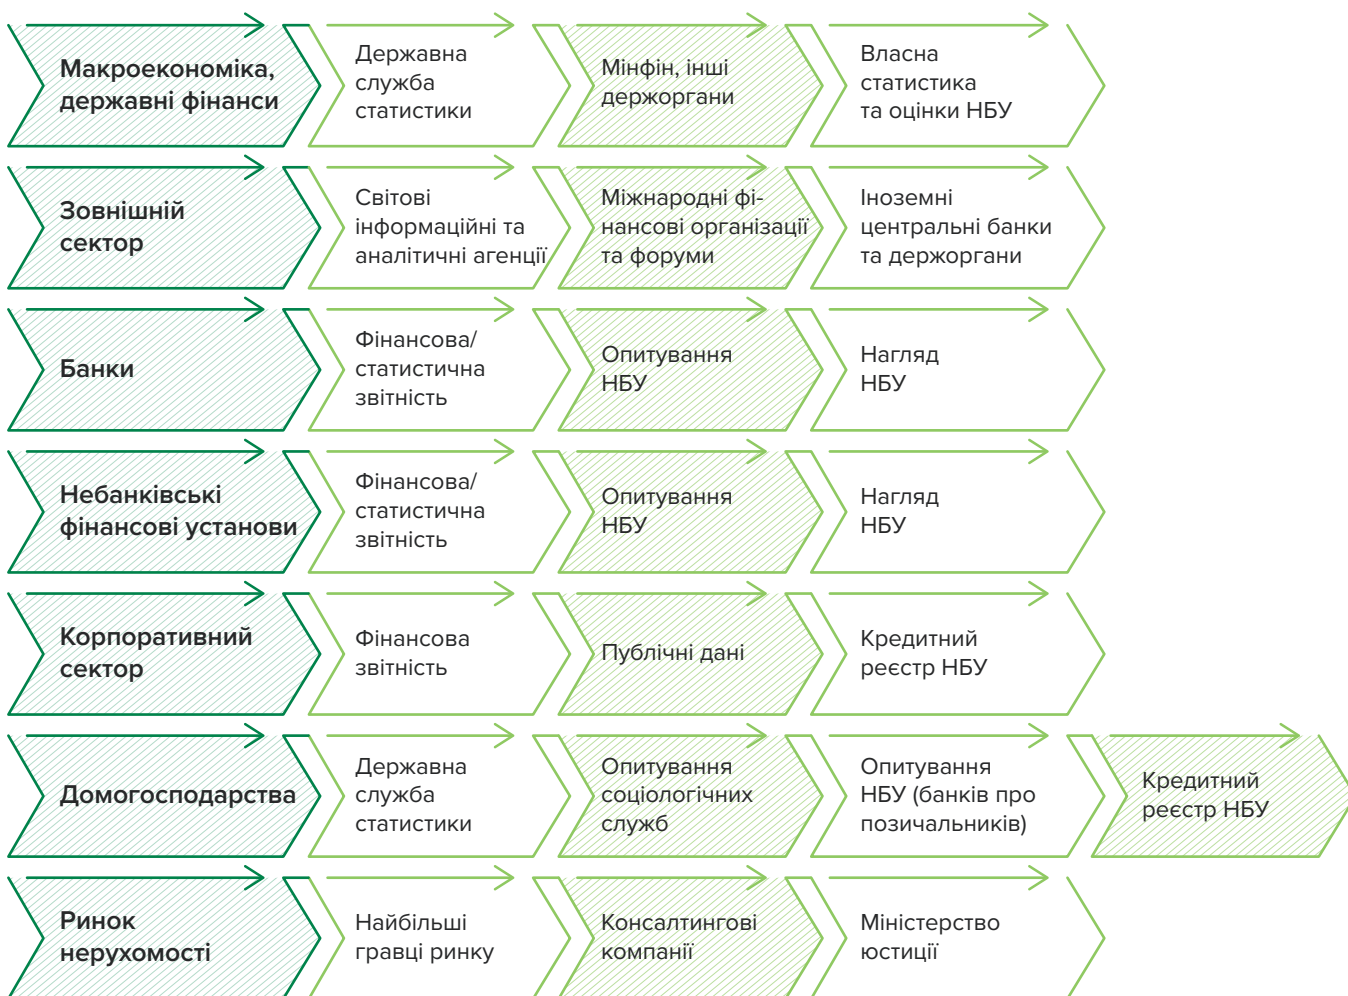 Макроекономіка,
державні фінанси
Державна
служба
статистики
Мінфін, інші
держоргани
Власна
статистика
та оцінки НБУ
Зовнішній
сектор
Світові
інформаційні та
аналітичні агенції
Міжнародні фі-
нансові організації
та форуми
Іноземні
центральні банки
та держоргани
Банки
Фінансова/
статистична
звітність
Опитування
НБУ
Нагляд
НБУ
Небанківські
фінансові установи
Фінансова/
статистична
звітність
Опитування
НБУ
Нагляд
НБУ
Корпоративний
сектор
Фінансова
звітність
Публічні дані
Кредитний
реєстр НБУ
Домогосподарства
Державна
служба
статистики
Опитування
соціологічних
служб
Опитування
НБУ (банків про
позичальників)
Кредитний
реєстр НБУ
Ринок
нерухомості
Найбільші
гравці ринку
Консалтингові
компанії
Міністерство
юстиції